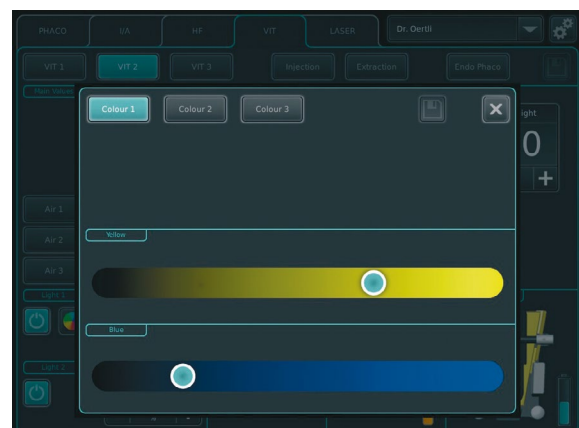 PHACO I/A HF VIT LASER Dr. Oertli
VIT 1 VIT 2 VIT 3 Injection Extraction Endo Phaco
Main Valves
Colour 1 Colour 2 Colour 3
ight
0
+
Air 1
Yellow
Air 2
Air 3
Light 1
Blue
Light 2